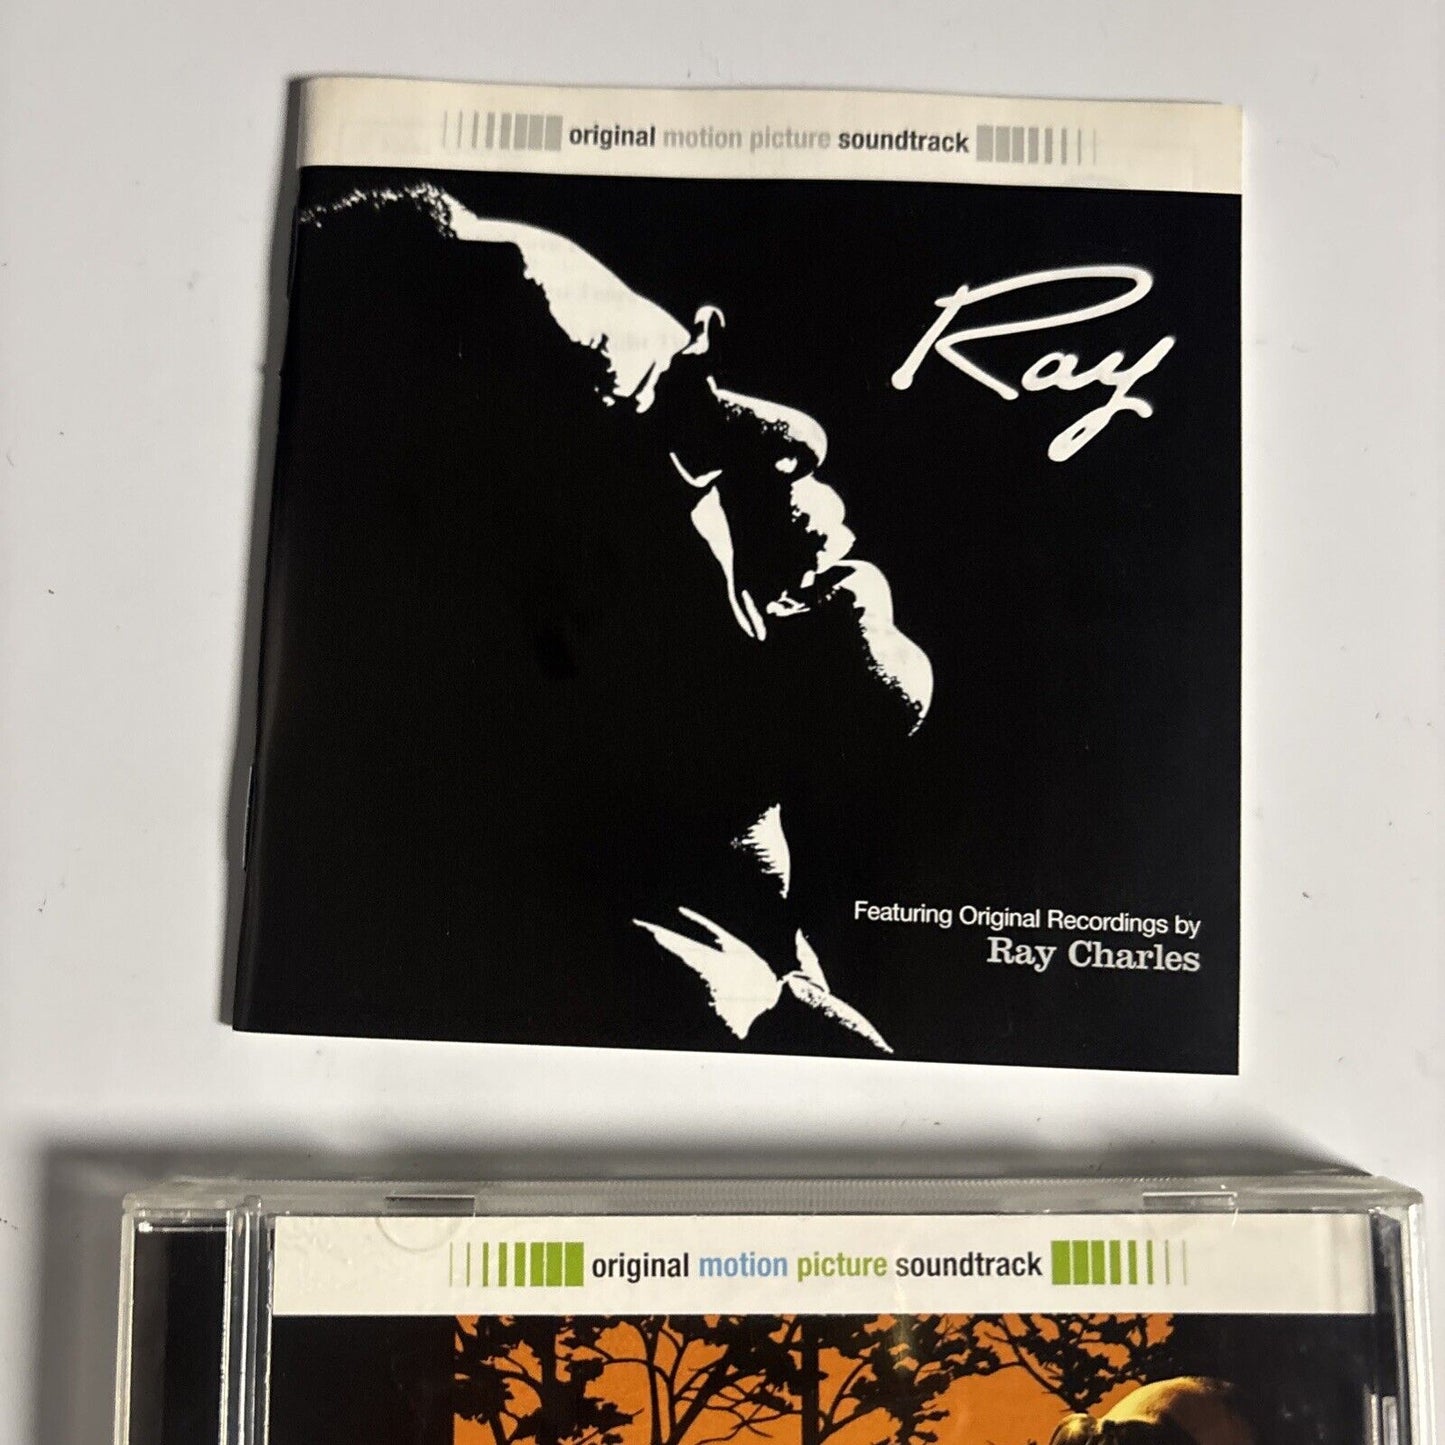 original motion picture soundtrack
Ray
Featuring Original Recordings by
Ray Charles
original motion picture soundtrack